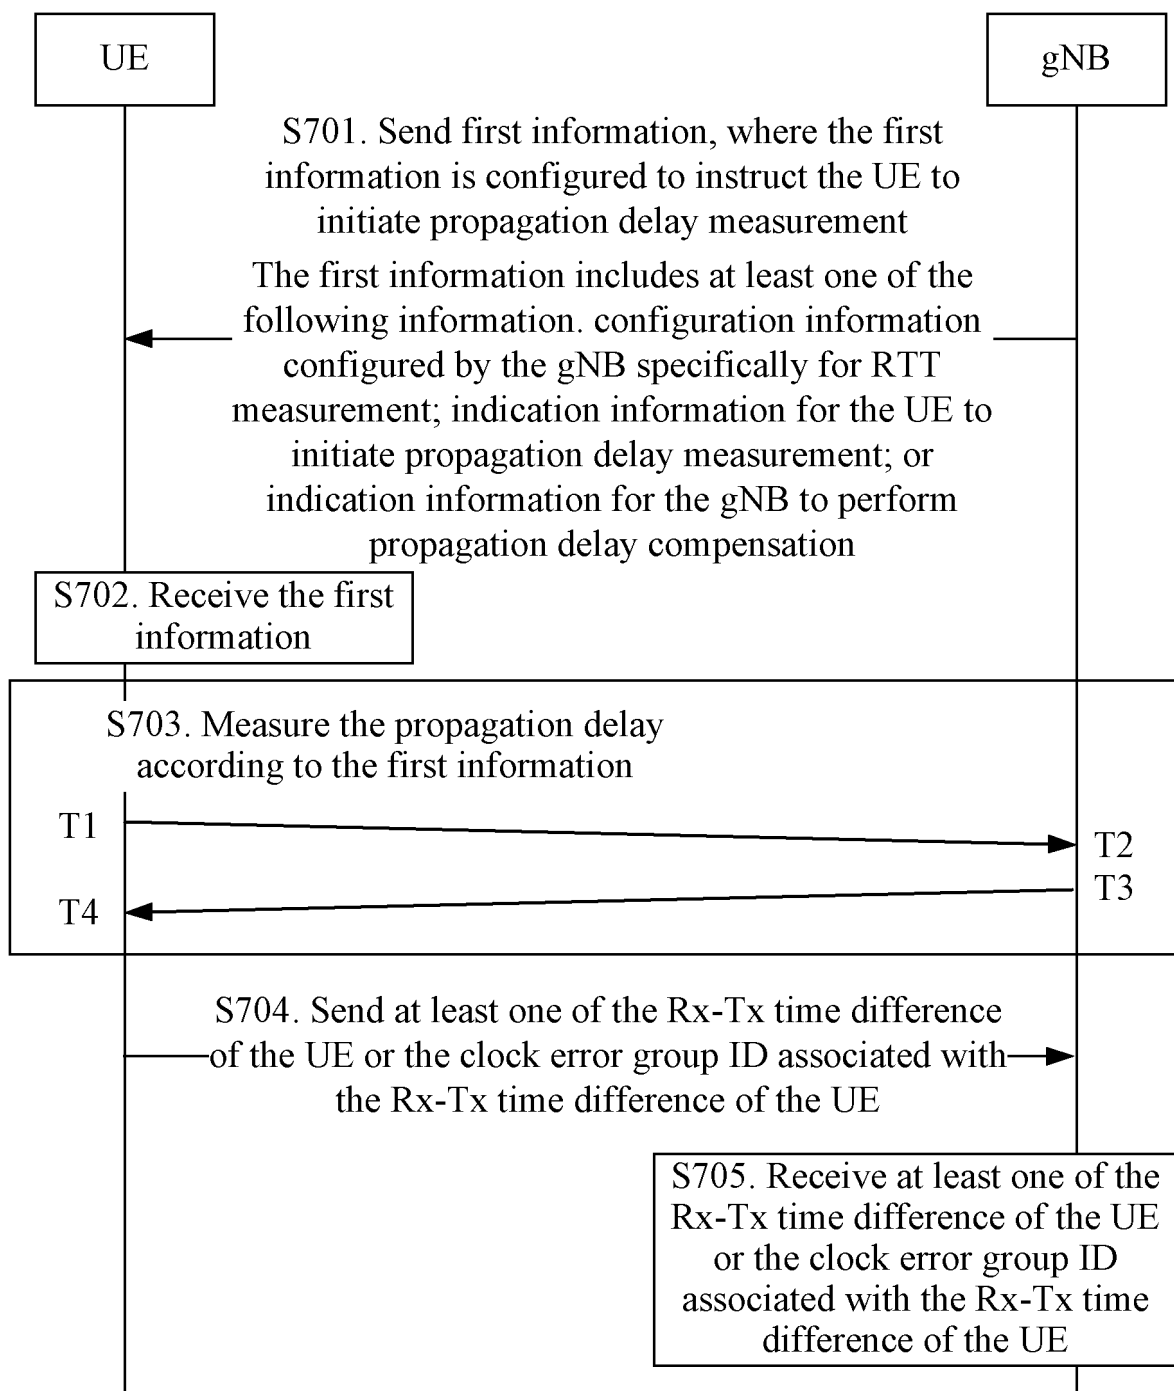 UE
gNB
S701. Send first information, where the first
information is configured to instruct the UE to
initiate propagation delay measurement
The first information includes at least one of the
following information. configuration information
configured by the gNB specifically for RTT
measurement; indication information for the UE to
initiate propagation delay measurement; or
indication information for the gNB to perform
propagation delay compensation
S702. Receive the first
information
S703. Measure the propagation delay
according to the first information
T1
T2
T3
T4
S704. Send at least one of the Rx-Tx time difference
of the UE or the clock error group ID associated with
the Rx-Tx time difference of the UE
S705. Receive at least one of the
Rx-Tx time difference of the UE
or the clock error group ID
associated with the Rx-Tx time
difference of the UE